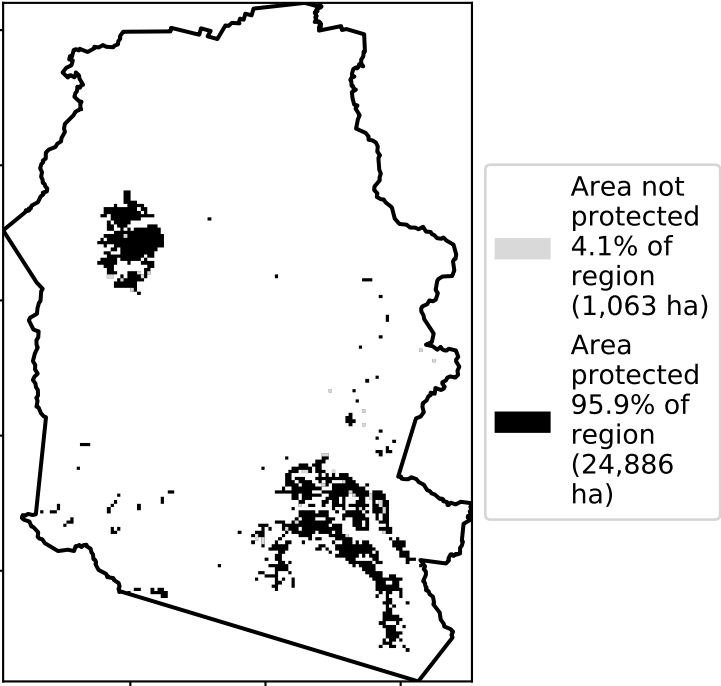 Area not
protected
4.1% of
region
(1,063 ha)
Area
protected
95.9% of
region
(24,886
ha)